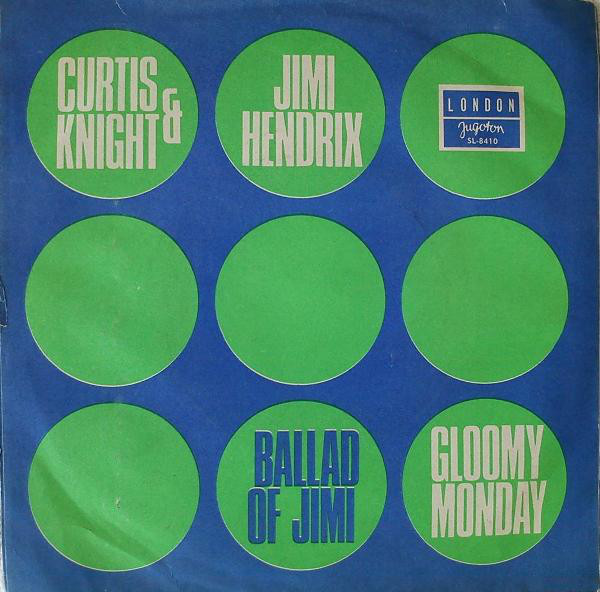 CURTIS &
KNIGHT
JIMI
HENDRIX
LONDON
Jugoton
SL-8410
BALLAD
OF JIMI
GLOOMY
MONDAY